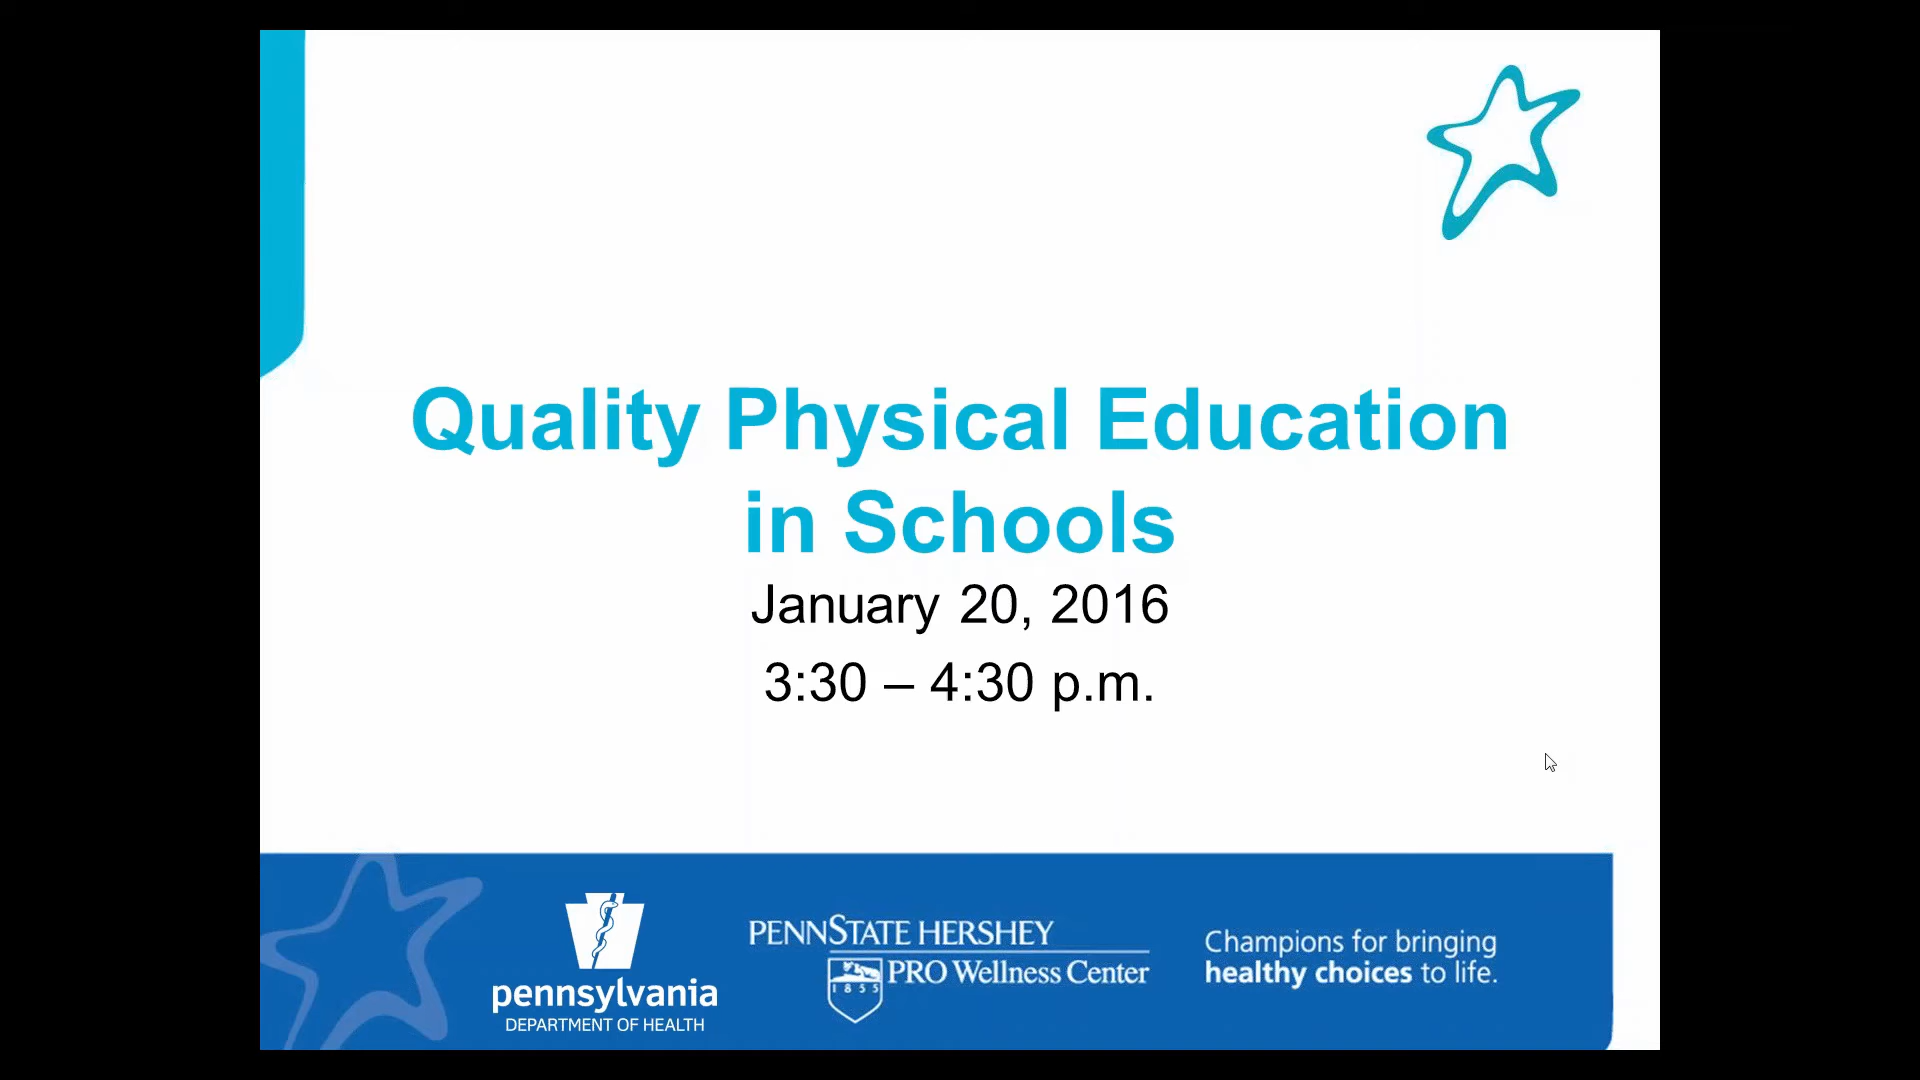 Quality Physical Education
in Schools
January 20, 2016
3:30 – 4:30 p.m.
pennsylvania
DEPARTMENT OF HEALTH
PENNSTATE HERSHEY
PRO Wellness Center
1855
Champions for bringing
healthy choices to life.